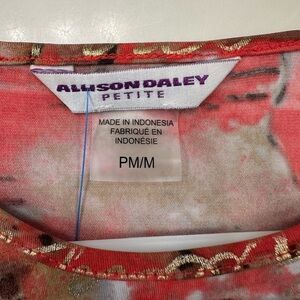 ALLISON DALEY
PETITE
MADE IN INDONESIA
FABRIQUÉ EN
INDONÉSIE
PM/M